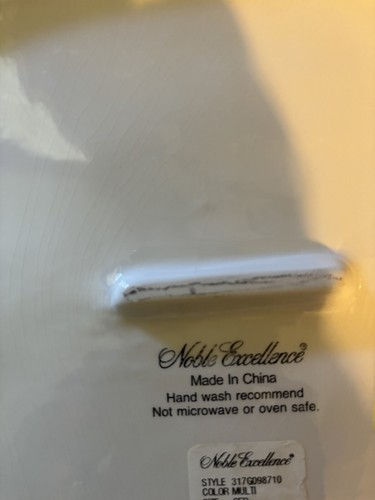 Noble Excellence®
Made In China
Hand wash recommend
Not microwave or oven safe.
Noble Excellence®
STYLE 317G098710
COLOR MULTI